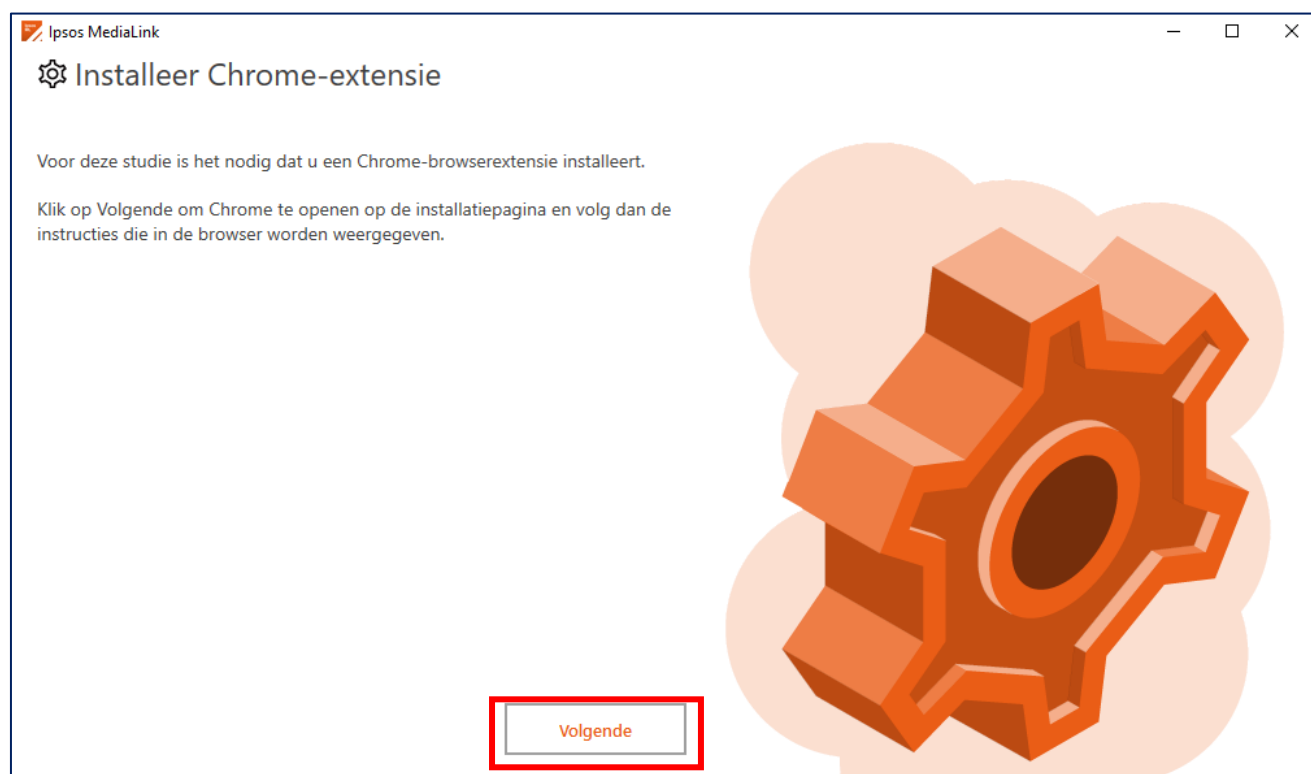 Ipsos MediaLink
Installeer Chrome-extensie
Voor deze studie is het nodig dat u een Chrome-browserextensie installeert.
Klik op Volgende om Chrome te openen op de installatiepagina en volg dan de
instructies die in de browser worden weergegeven.
Volgende